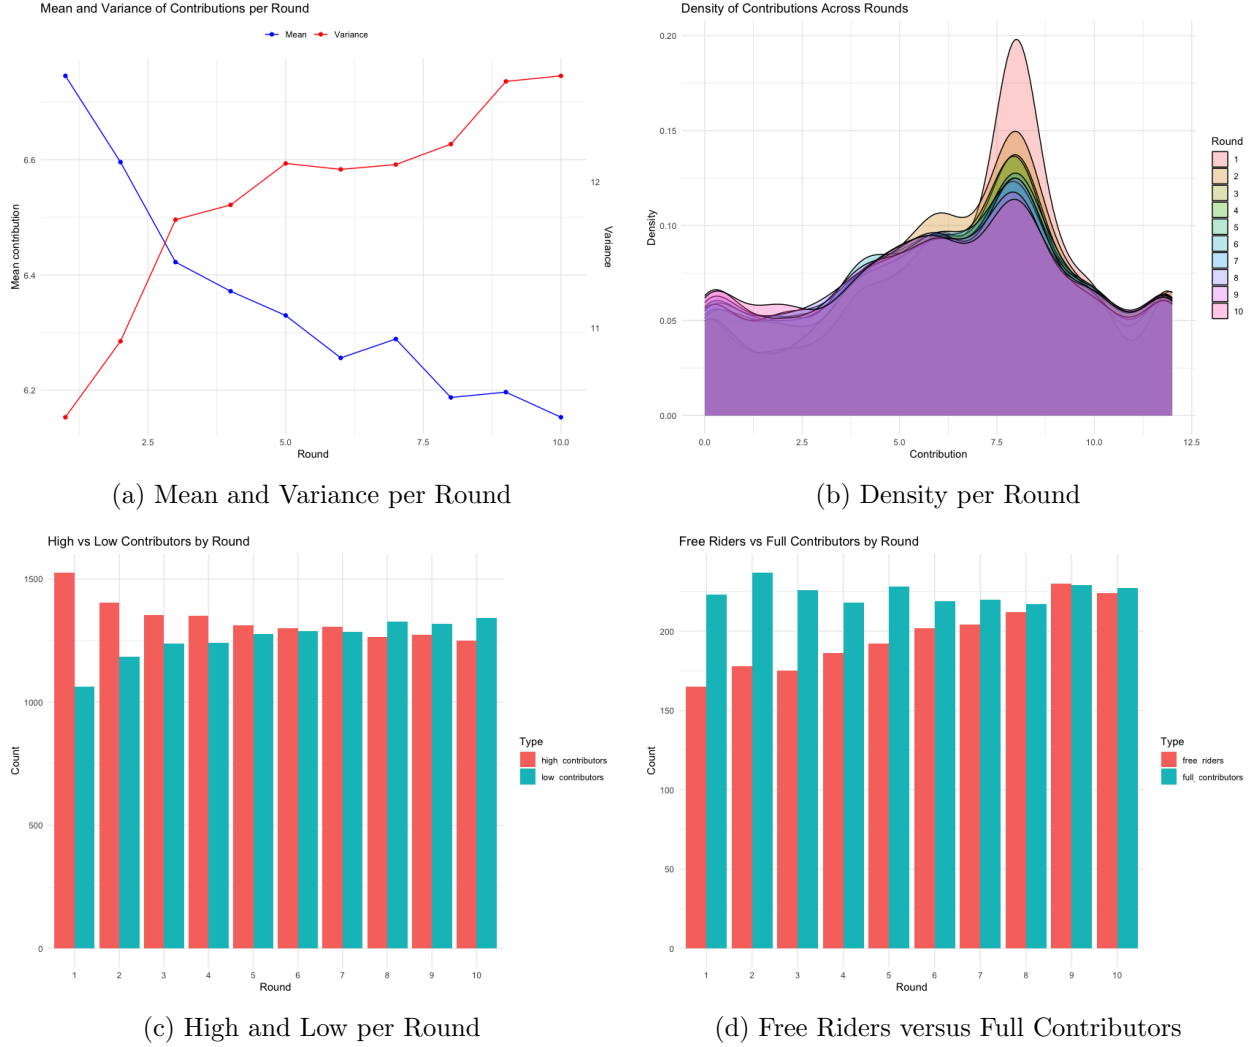 Mean and Variance of Contributions per Round
Mean Variance
6.6
6.4
6.2
Mean contribution
12
11
Variance
2.5 5.0 7.5 10.0
Round
(a) Mean and Variance per Round
Density of Contributions Across Rounds
0.20
0.15
0.10
0.05
0.00
Density
0.0 2.5 5.0 7.5 10.0 12.5
Contribution
Round
1
2
3
4
5
6
7
8
9
10
(b) Density per Round
High vs Low Contributors by Round
1500
1000
500
0
Count
1 2 3 4 5 6 7 8 9 10
Round
Type
high_contributors
low_contributors
(c) High and Low per Round
Free Riders vs Full Contributors by Round
200
150
100
50
0
Count
1 2 3 4 5 6 7 8 9 10
Round
Type
free_riders
full_contributors
(d) Free Riders versus Full Contributors